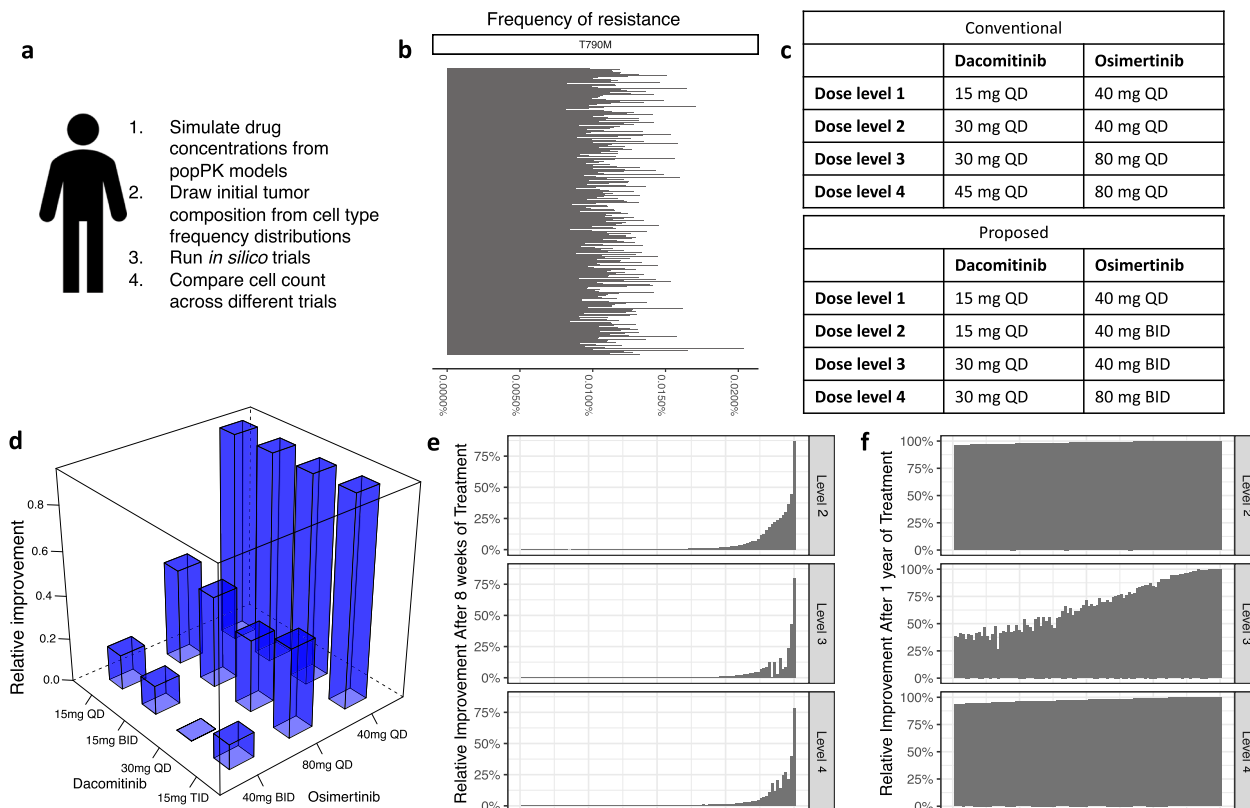 a
1. Simulate drug
concentrations from
popPK models
2. Draw initial tumor
composition from cell type
frequency distributions
3. Run in silico trials
4. Compare cell count
across different trials
b
Frequency of resistance
T790M
0.0000%
0.0050%
0.0100%
0.0150%
0.0200%
c
Conventional
Dacomitinib Osimertinib
Dose level 1 15 mg QD 40 mg QD
Dose level 2 30 mg QD 40 mg QD
Dose level 3 30 mg QD 80 mg QD
Dose level 4 45 mg QD 80 mg QD
Proposed
Dacomitinib Osimertinib
Dose level 1 15 mg QD 40 mg QD
Dose level 2 15 mg QD 40 mg BID
Dose level 3 30 mg QD 40 mg BID
Dose level 4 30 mg QD 80 mg BID
d
Relative improvement
0.8
0.6
0.4
0.2
0.0
15mg QD
15mg BID
30mg QD
15mg TID
Dacomitinib
40mg BID
80mg QD
40mg QD
Osimertinib
e
Relative Improvement After 8 weeks of Treatment
75%
50%
25%
0%
Level 2
75%
50%
25%
0%
Level 3
75%
50%
25%
0%
Level 4
f
Relative Improvement After 1 year of Treatment
100%
75%
50%
25%
0%
Level 2
100%
75%
50%
25%
0%
Level 3
100%
75%
50%
25%
0%
Level 4